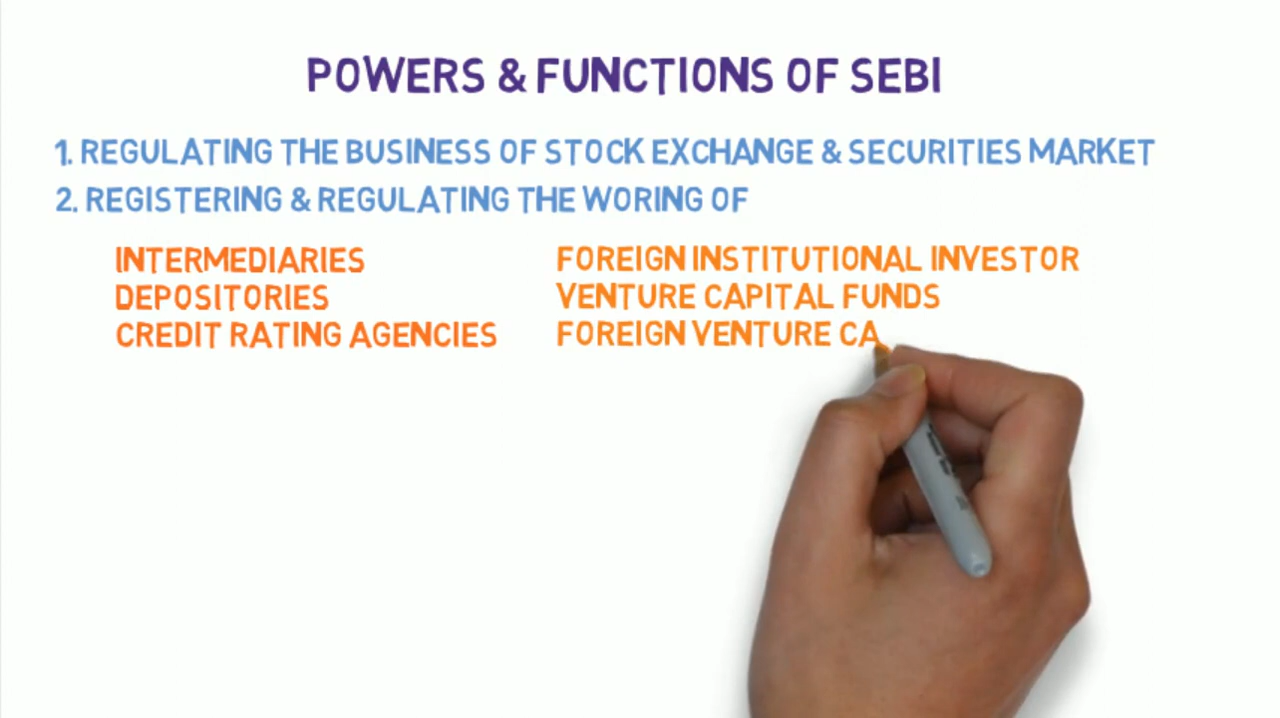 POWERS & FUNCTIONS OF SEBI
1. REGULATING THE BUSINESS OF STOCK EXCHANGE & SECURITIES MARKET
2. REGISTERING & REGULATING THE WORING OF
INTERMEDIARIES
DEPOSITORIES
CREDIT RATING AGENCIES
FOREIGN INSTITUTIONAL INVESTOR
VENTURE CAPITAL FUNDS
FOREIGN VENTURE CA